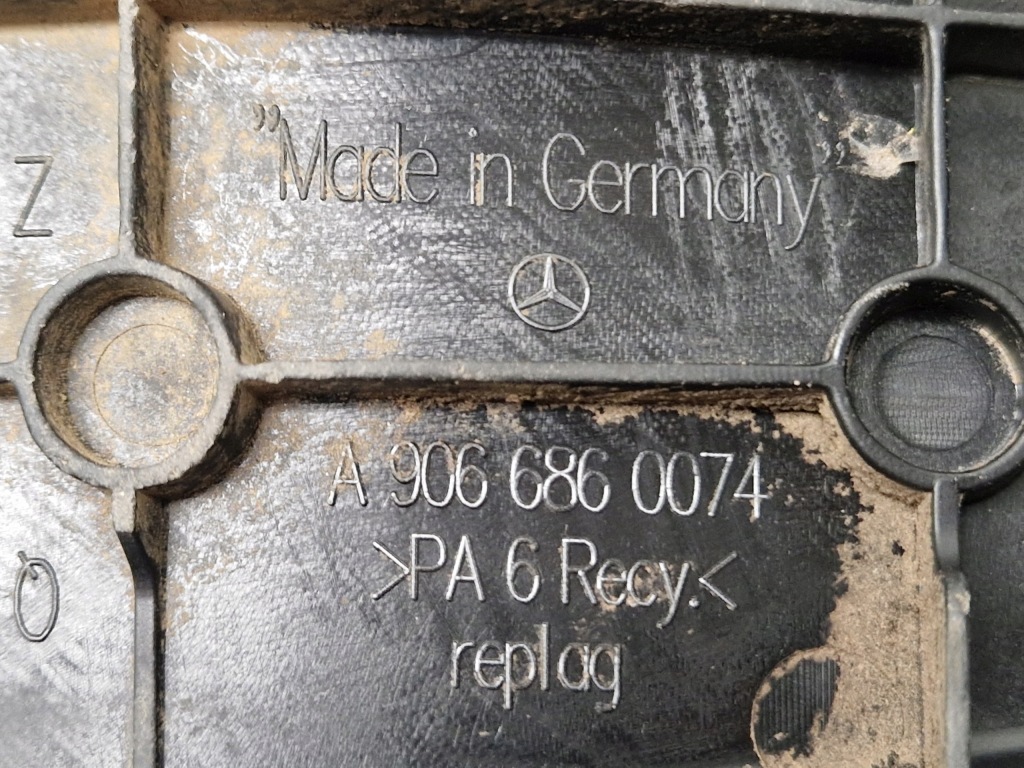 ”Made in Germany”
Z
A 906 686 0074
>PA 6 Recy.<
O
replag